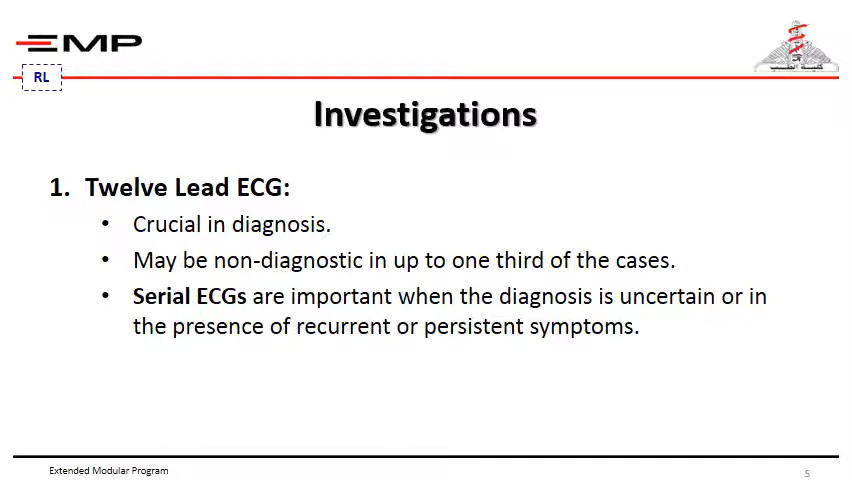 EMP
كلية الطب
RL
Investigations
1. Twelve Lead ECG:
• Crucial in diagnosis.
• May be non-diagnostic in up to one third of the cases.
• Serial ECGs are important when the diagnosis is uncertain or in
the presence of recurrent or persistent symptoms.
Extended Modular Program
5